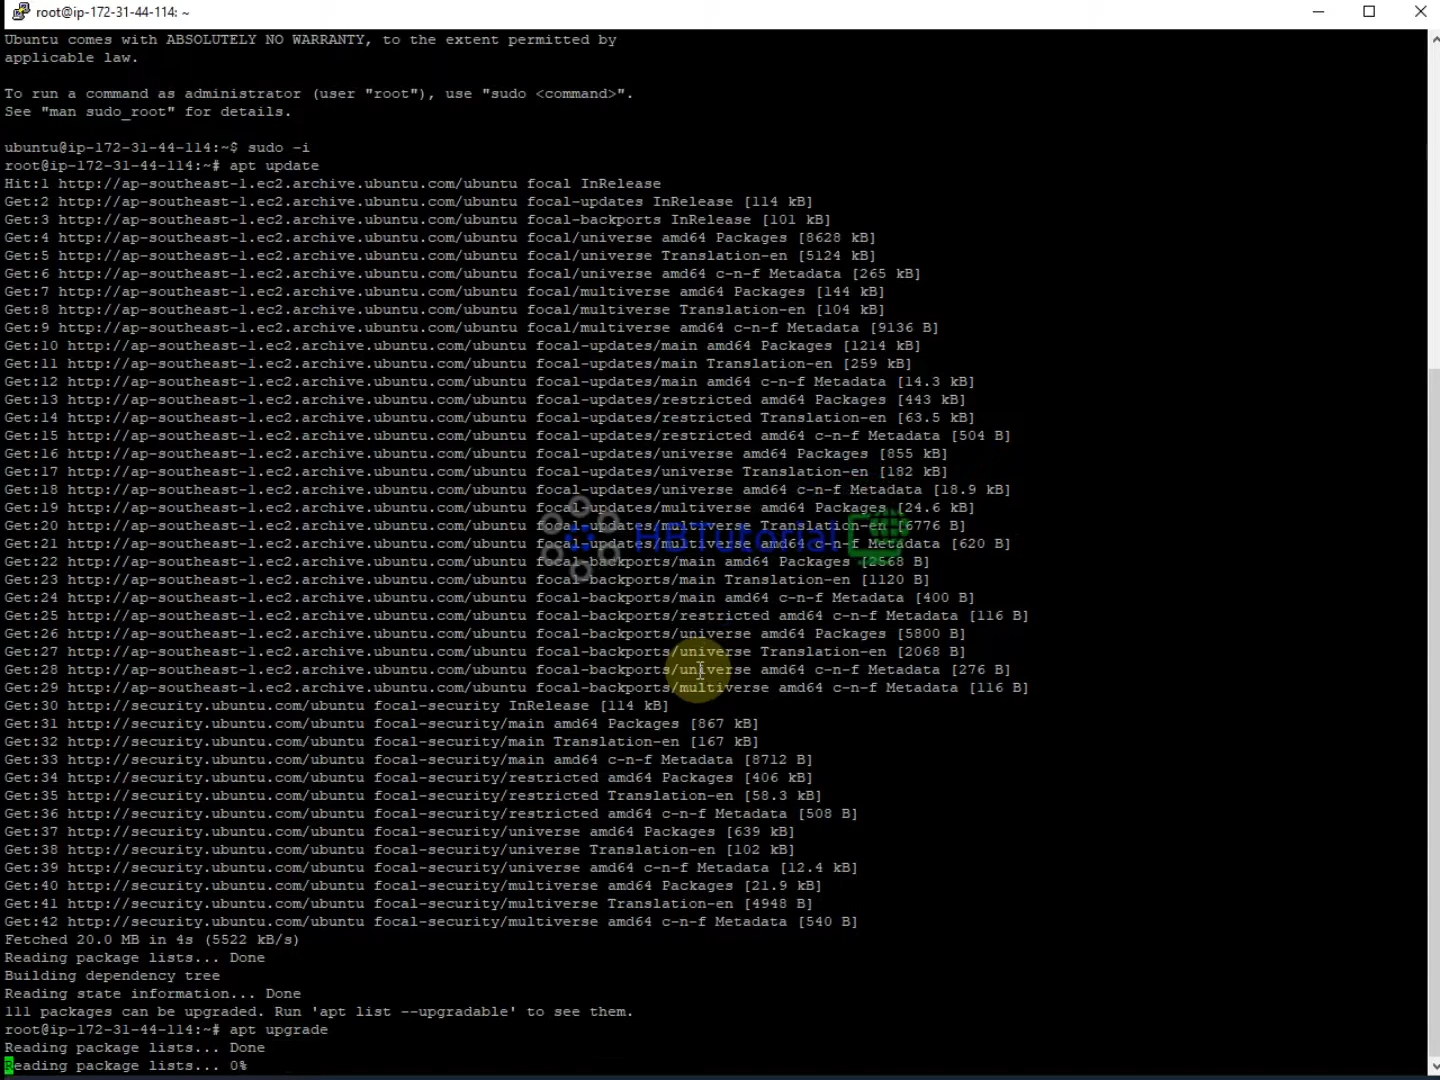 root@ip-172-31-44-114: ~
Ubuntu comes with ABSOLUTELY NO WARRANTY, to the extent permitted by
applicable law.
To run a command as administrator (user "root"), use "sudo <command>".
See "man sudo_root" for details.
ubuntu@ip-172-31-44-114:~$ sudo -i
root@ip-172-31-44-114:~# apt update
Hit:1 http://ap-southeast-1.ec2.archive.ubuntu.com/ubuntu focal InRelease
Get:2 http://ap-southeast-1.ec2.archive.ubuntu.com/ubuntu focal-updates InRelease [114 kB]
Get:3 http://ap-southeast-1.ec2.archive.ubuntu.com/ubuntu focal-backports InRelease [101 kB]
Get:4 http://ap-southeast-1.ec2.archive.ubuntu.com/ubuntu focal/universe amd64 Packages [8628 kB]
Get:5 http://ap-southeast-1.ec2.archive.ubuntu.com/ubuntu focal/universe Translation-en [5124 kB]
Get:6 http://ap-southeast-1.ec2.archive.ubuntu.com/ubuntu focal/universe amd64 c-n-f Metadata [265 kB]
Get:7 http://ap-southeast-1.ec2.archive.ubuntu.com/ubuntu focal/multiverse amd64 Packages [144 kB]
Get:8 http://ap-southeast-1.ec2.archive.ubuntu.com/ubuntu focal/multiverse Translation-en [104 kB]
Get:9 http://ap-southeast-1.ec2.archive.ubuntu.com/ubuntu focal/multiverse amd64 c-n-f Metadata [9136 B]
Get:10 http://ap-southeast-1.ec2.archive.ubuntu.com/ubuntu focal-updates/main amd64 Packages [1214 kB]
Get:11 http://ap-southeast-1.ec2.archive.ubuntu.com/ubuntu focal-updates/main Translation-en [259 kB]
Get:12 http://ap-southeast-1.ec2.archive.ubuntu.com/ubuntu focal-updates/main amd64 c-n-f Metadata [14.3 kB]
Get:13 http://ap-southeast-1.ec2.archive.ubuntu.com/ubuntu focal-updates/restricted amd64 Packages [443 kB]
Get:14 http://ap-southeast-1.ec2.archive.ubuntu.com/ubuntu focal-updates/restricted Translation-en [63.5 kB]
Get:15 http://ap-southeast-1.ec2.archive.ubuntu.com/ubuntu focal-updates/restricted amd64 c-n-f Metadata [504 B]
Get:16 http://ap-southeast-1.ec2.archive.ubuntu.com/ubuntu focal-updates/universe amd64 Packages [855 kB]
Get:17 http://ap-southeast-1.ec2.archive.ubuntu.com/ubuntu focal-updates/universe Translation-en [182 kB]
Get:18 http://ap-southeast-1.ec2.archive.ubuntu.com/ubuntu focal-updates/universe amd64 c-n-f Metadata [18.9 kB]
Get:19 http://ap-southeast-1.ec2.archive.ubuntu.com/ubuntu focal-updates/multiverse amd64 Packages [24.6 kB]
Get:20 http://ap-southeast-1.ec2.archive.ubuntu.com/ubuntu focal-updates/multiverse Translation-en [6776 B]
HBTutorial
Get:21 http://ap-southeast-1.ec2.archive.ubuntu.com/ubuntu focal-updates/multiverse amd64 c-n-f Metadata [620 B]
Get:22 http://ap-southeast-1.ec2.archive.ubuntu.com/ubuntu focal-backports/main amd64 Packages [2568 B]
Get:23 http://ap-southeast-1.ec2.archive.ubuntu.com/ubuntu focal-backports/main Translation-en [1120 B]
Get:24 http://ap-southeast-1.ec2.archive.ubuntu.com/ubuntu focal-backports/main amd64 c-n-f Metadata [400 B]
Get:25 http://ap-southeast-1.ec2.archive.ubuntu.com/ubuntu focal-backports/restricted amd64 c-n-f Metadata [116 B]
Get:26 http://ap-southeast-1.ec2.archive.ubuntu.com/ubuntu focal-backports/universe amd64 Packages [5800 B]
Get:27 http://ap-southeast-1.ec2.archive.ubuntu.com/ubuntu focal-backports/universe Translation-en [2068 B]
Get:28 http://ap-southeast-1.ec2.archive.ubuntu.com/ubuntu focal-backports/universe amd64 c-n-f Metadata [276 B]
Get:29 http://ap-southeast-1.ec2.archive.ubuntu.com/ubuntu focal-backports/multiverse amd64 c-n-f Metadata [116 B]
Get:30 http://security.ubuntu.com/ubuntu focal-security InRelease [114 kB]
Get:31 http://security.ubuntu.com/ubuntu focal-security/main amd64 Packages [867 kB]
Get:32 http://security.ubuntu.com/ubuntu focal-security/main Translation-en [167 kB]
Get:33 http://security.ubuntu.com/ubuntu focal-security/main amd64 c-n-f Metadata [8712 B]
Get:34 http://security.ubuntu.com/ubuntu focal-security/restricted amd64 Packages [406 kB]
Get:35 http://security.ubuntu.com/ubuntu focal-security/restricted Translation-en [58.3 kB]
Get:36 http://security.ubuntu.com/ubuntu focal-security/restricted amd64 c-n-f Metadata [508 B]
Get:37 http://security.ubuntu.com/ubuntu focal-security/universe amd64 Packages [639 kB]
Get:38 http://security.ubuntu.com/ubuntu focal-security/universe Translation-en [102 kB]
Get:39 http://security.ubuntu.com/ubuntu focal-security/universe amd64 c-n-f Metadata [12.4 kB]
Get:40 http://security.ubuntu.com/ubuntu focal-security/multiverse amd64 Packages [21.9 kB]
Get:41 http://security.ubuntu.com/ubuntu focal-security/multiverse Translation-en [4948 B]
Get:42 http://security.ubuntu.com/ubuntu focal-security/multiverse amd64 c-n-f Metadata [540 B]
Fetched 20.0 MB in 4s (5522 kB/s)
Reading package lists... Done
Building dependency tree
Reading state information... Done
111 packages can be upgraded. Run 'apt list --upgradable' to see them.
root@ip-172-31-44-114:~# apt upgrade
Reading package lists... Done
Reading package lists... 0%